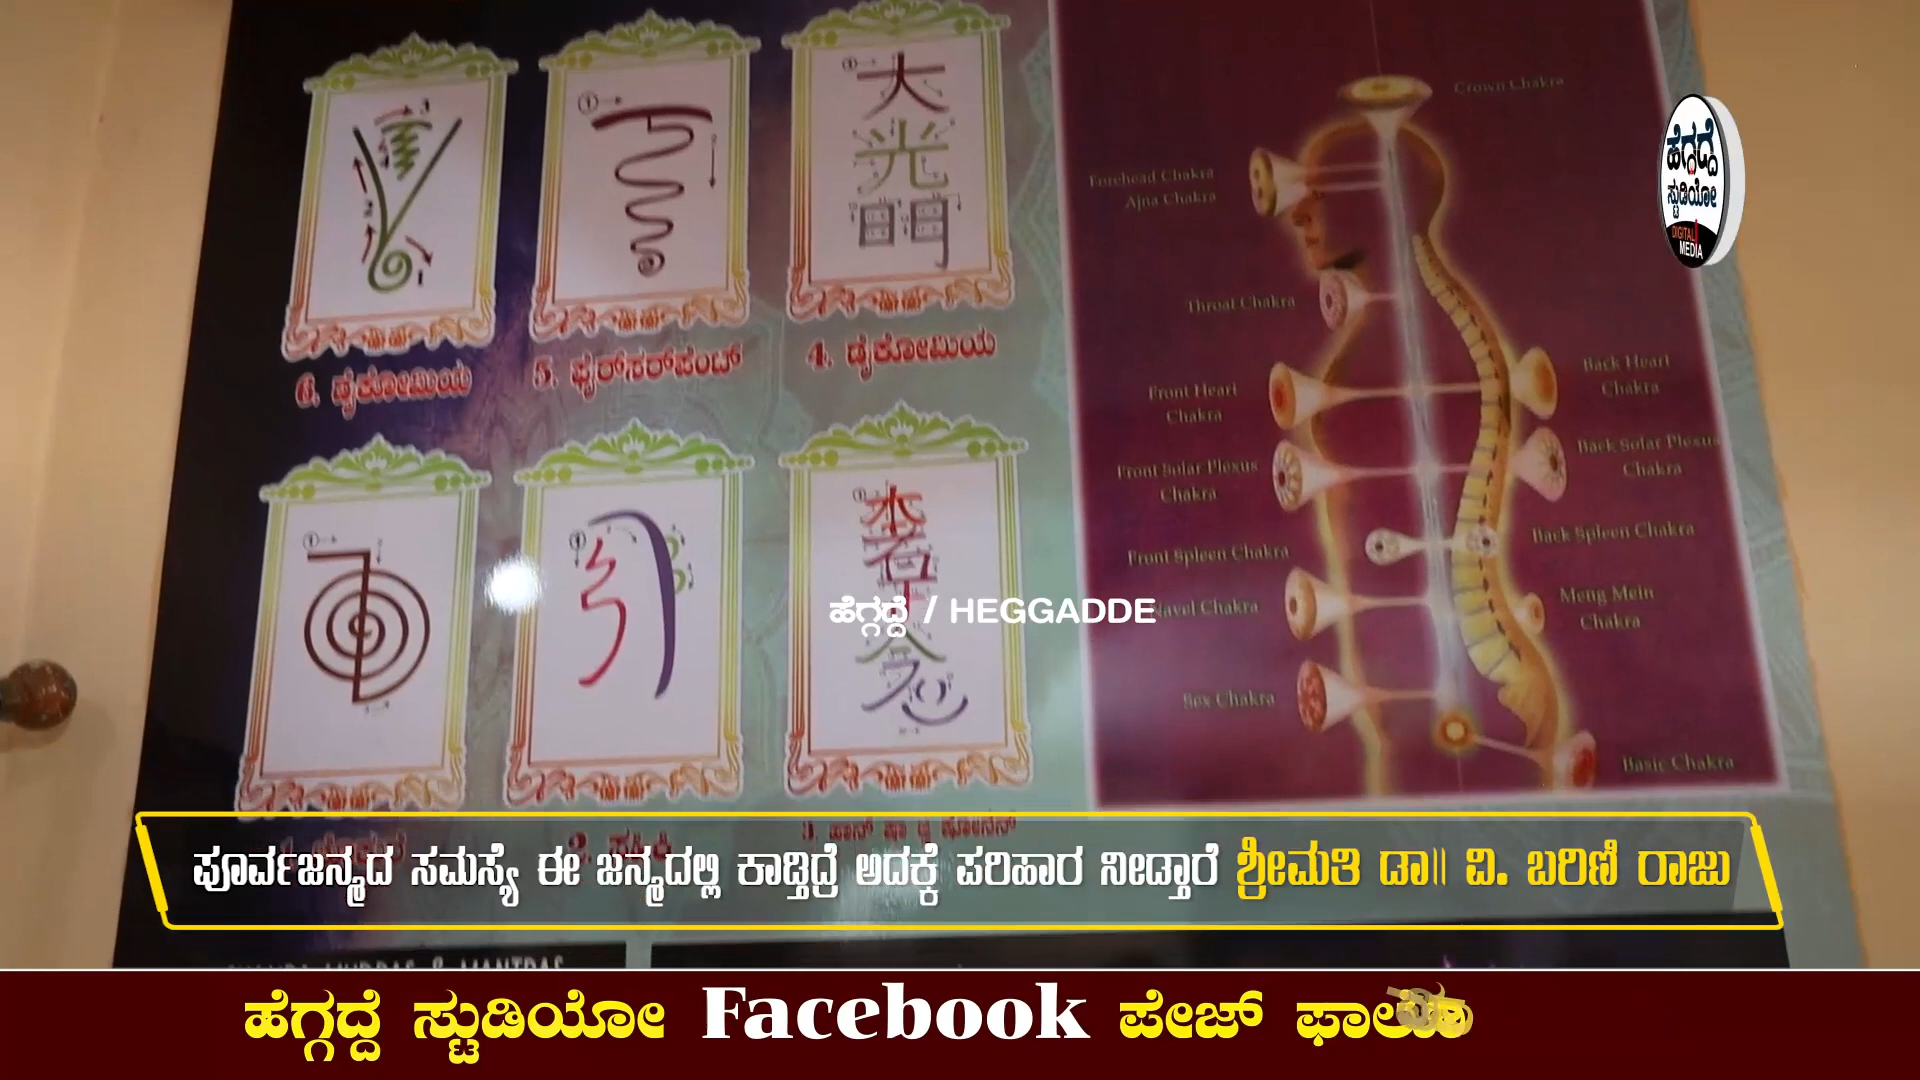 大
光
門
6. ಡೈಕೋಮಿಯ
5. ಫೈರ್‌ಸರ್‌ಪೆಂಟ್
4. ಡೈಕೋಮಿಯ
Crown Chakra
Forehead Chakra
Ajna Chakra
Throat Chakra
Back Heart
Chakra
Front Heart
Chakra
Back Solar Plexus
Chakra
Front Solar Plexus
Chakra
Back Spleen Chakra
Front Spleen Chakra
Meng Mein
Chakra
Navel Chakra
Sex Chakra
Basic Chakra
ಹೆಗ್ಗದ್ದೆ
ಸ್ಟುಡಿಯೋ
DIGITAL
MEDIA
ಹೆಗ್ಗದ್ದೆ / HEGGADDE
ಪೂರ್ವಜನ್ಮದ ಸಮಸ್ಯೆ ಈ ಜನ್ಮದಲ್ಲಿ ಕಾಡ್ತಿದ್ರೆ ಅದಕ್ಕೆ ಪರಿಹಾರ ನೀಡ್ತಾರೆ ಶ್ರೀಮತಿ ಡಾ|| ವಿ. ಬರಿಣಿ ರಾಜು
ಹೆಗ್ಗದ್ದೆ ಸ್ಟುಡಿಯೋ Facebook ಪೇಜ್